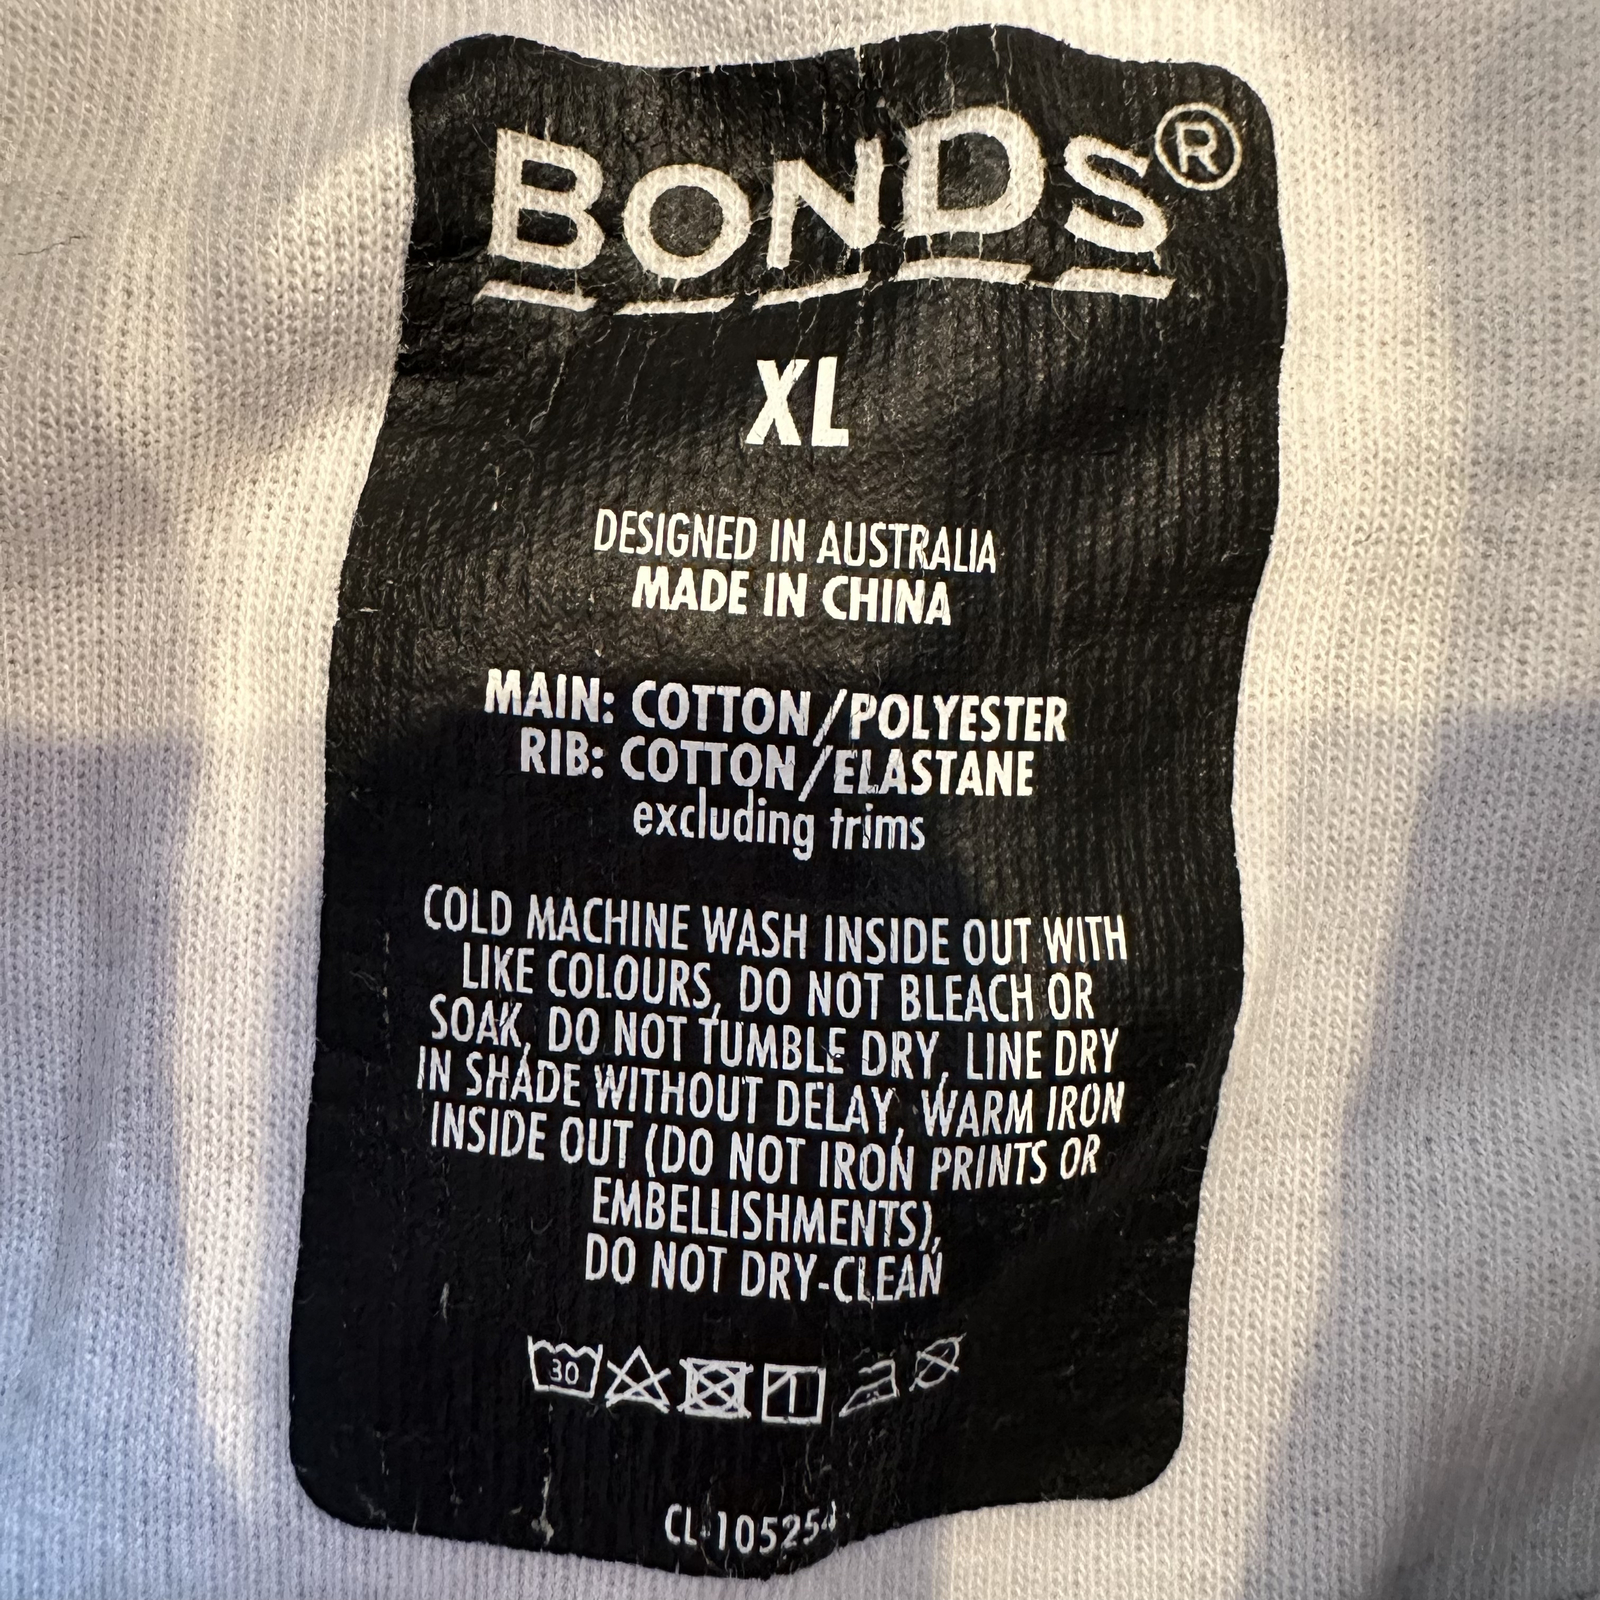 BONDS®
XL
DESIGNED IN AUSTRALIA
MADE IN CHINA
MAIN: COTTON/POLYESTER
RIB: COTTON/ELASTANE
excluding trims
COLD MACHINE WASH INSIDE OUT WITH
LIKE COLOURS, DO NOT BLEACH OR
SOAK, DO NOT TUMBLE DRY, LINE DRY
IN SHADE WITHOUT DELAY, WARM IRON
INSIDE OUT (DO NOT IRON PRINTS OR
EMBELLISHMENTS),
DO NOT DRY-CLEAN
30
CL-105254